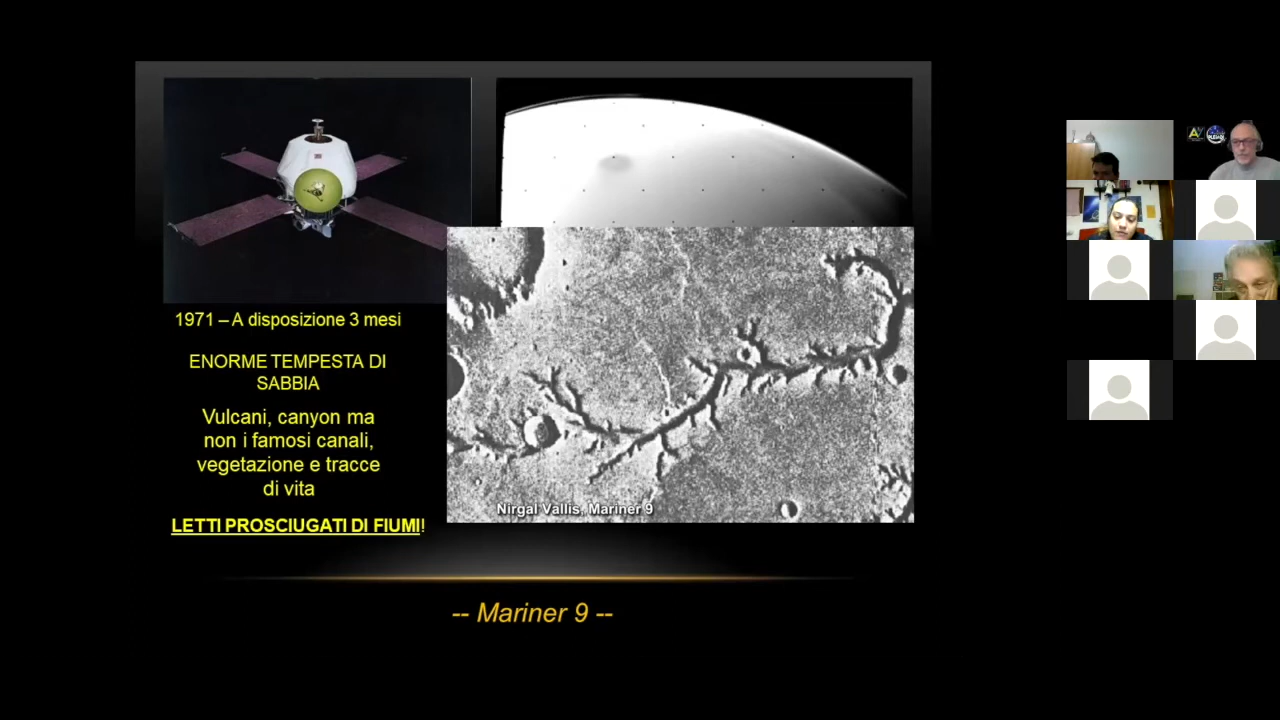 1971 – A disposizione 3 mesi
ENORME TEMPESTA DI
SABBIA
Vulcani, canyon ma
non i famosi canali,
vegetazione e tracce
di vita
LETTI PROSCIUGATI DI FIUMI!
Nirgal Vallis, Mariner 9
-- Mariner 9 --